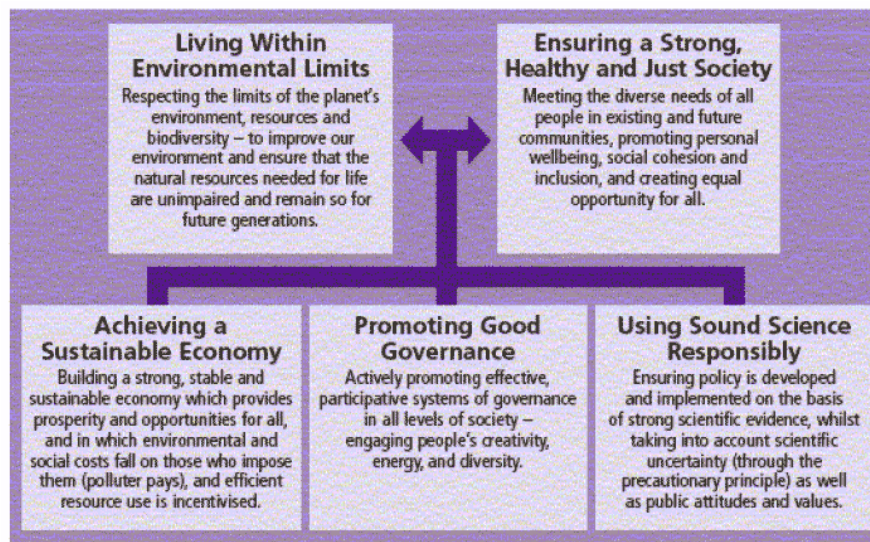 Living Within
Environmental Limits
Respecting the limits of the planet's
environment, resources and
biodiversity – to improve our
environment and ensure that the
natural resources needed for life
are unimpaired and remain so for
future generations.
Ensuring a Strong,
Healthy and Just Society
Meeting the diverse needs of all
people in existing and future
communities, promoting personal
wellbeing, social cohesion and
inclusion, and creating equal
opportunity for all.
Achieving a
Sustainable Economy
Building a strong, stable and
sustainable economy which provides
prosperity and opportunities for all,
and in which environmental and
social costs fall on those who impose
them (polluter pays), and efficient
resource use is incentivised.
Promoting Good
Governance
Actively promoting effective,
participative systems of governance
in all levels of society –
engaging people's creativity,
energy, and diversity.
Using Sound Science
Responsibly
Ensuring policy is developed
and implemented on the basis
of strong scientific evidence, whilst
taking into account scientific
uncertainty (through the
precautionary principle) as well
as public attitudes and values.